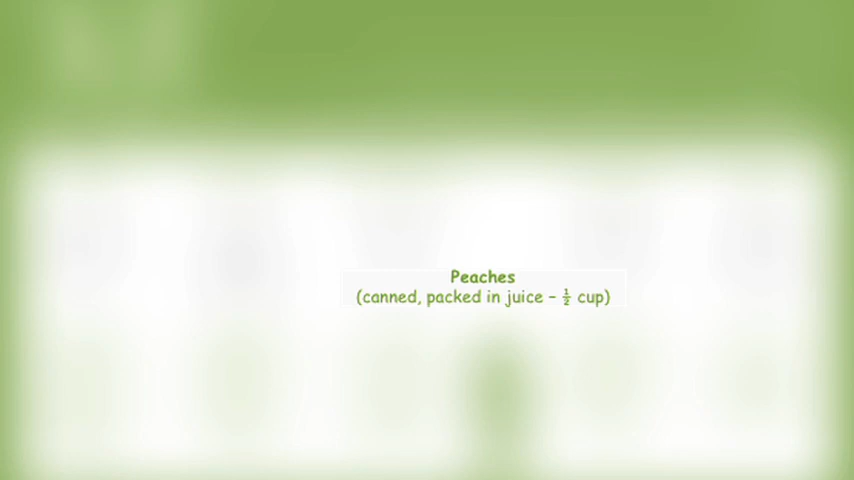 Peaches
(canned, packed in juice – ½ cup)